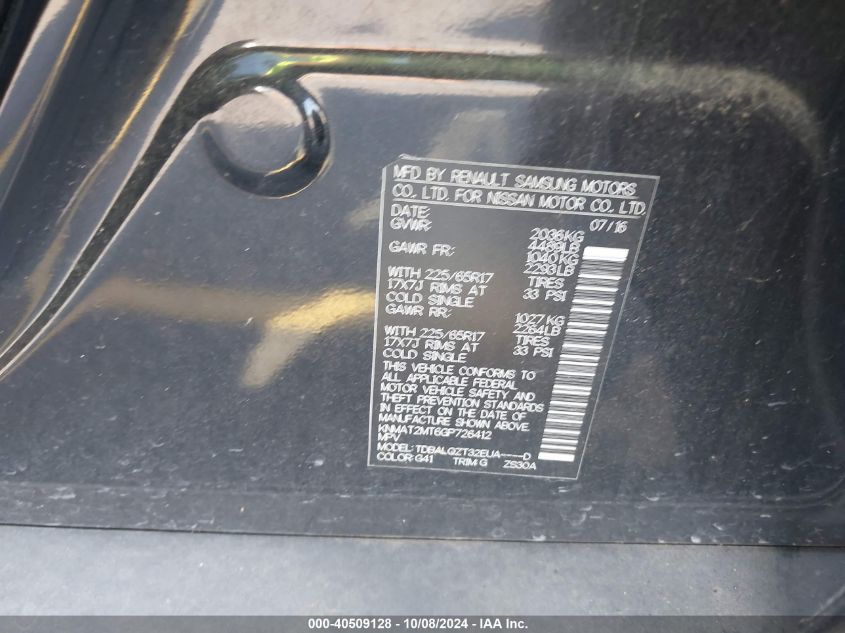 MFD BY RENAULT SAMSUNG MOTORS
CO. LTD. FOR NISSAN MOTOR CO. LTD.
DATE: 07/16
GVWR: 2036KG
4489LB
GAWR FR: 1040KG
2293LB
WITH 225/65R17 TIRES
17X7J RIMS AT 33 PSI
COLD SINGLE
GAWR RR: 1027KG
2264LB
WITH 225/65R17 TIRES
17X7J RIMS AT 33 PSI
COLD SINGLE
THIS VEHICLE CONFORMS TO
ALL APPLICABLE FEDERAL
MOTOR VEHICLE SAFETY AND
THEFT PREVENTION STANDARDS
IN EFFECT ON THE DATE OF
MANUFACTURE SHOWN ABOVE.
KNMAT2MT6GP726412
MPV
MODEL: TDBALGZT32EUA----D
COLOR: G41 TRIM G ZS30A
000-40509128 - 10/08/2024 - IAA Inc.